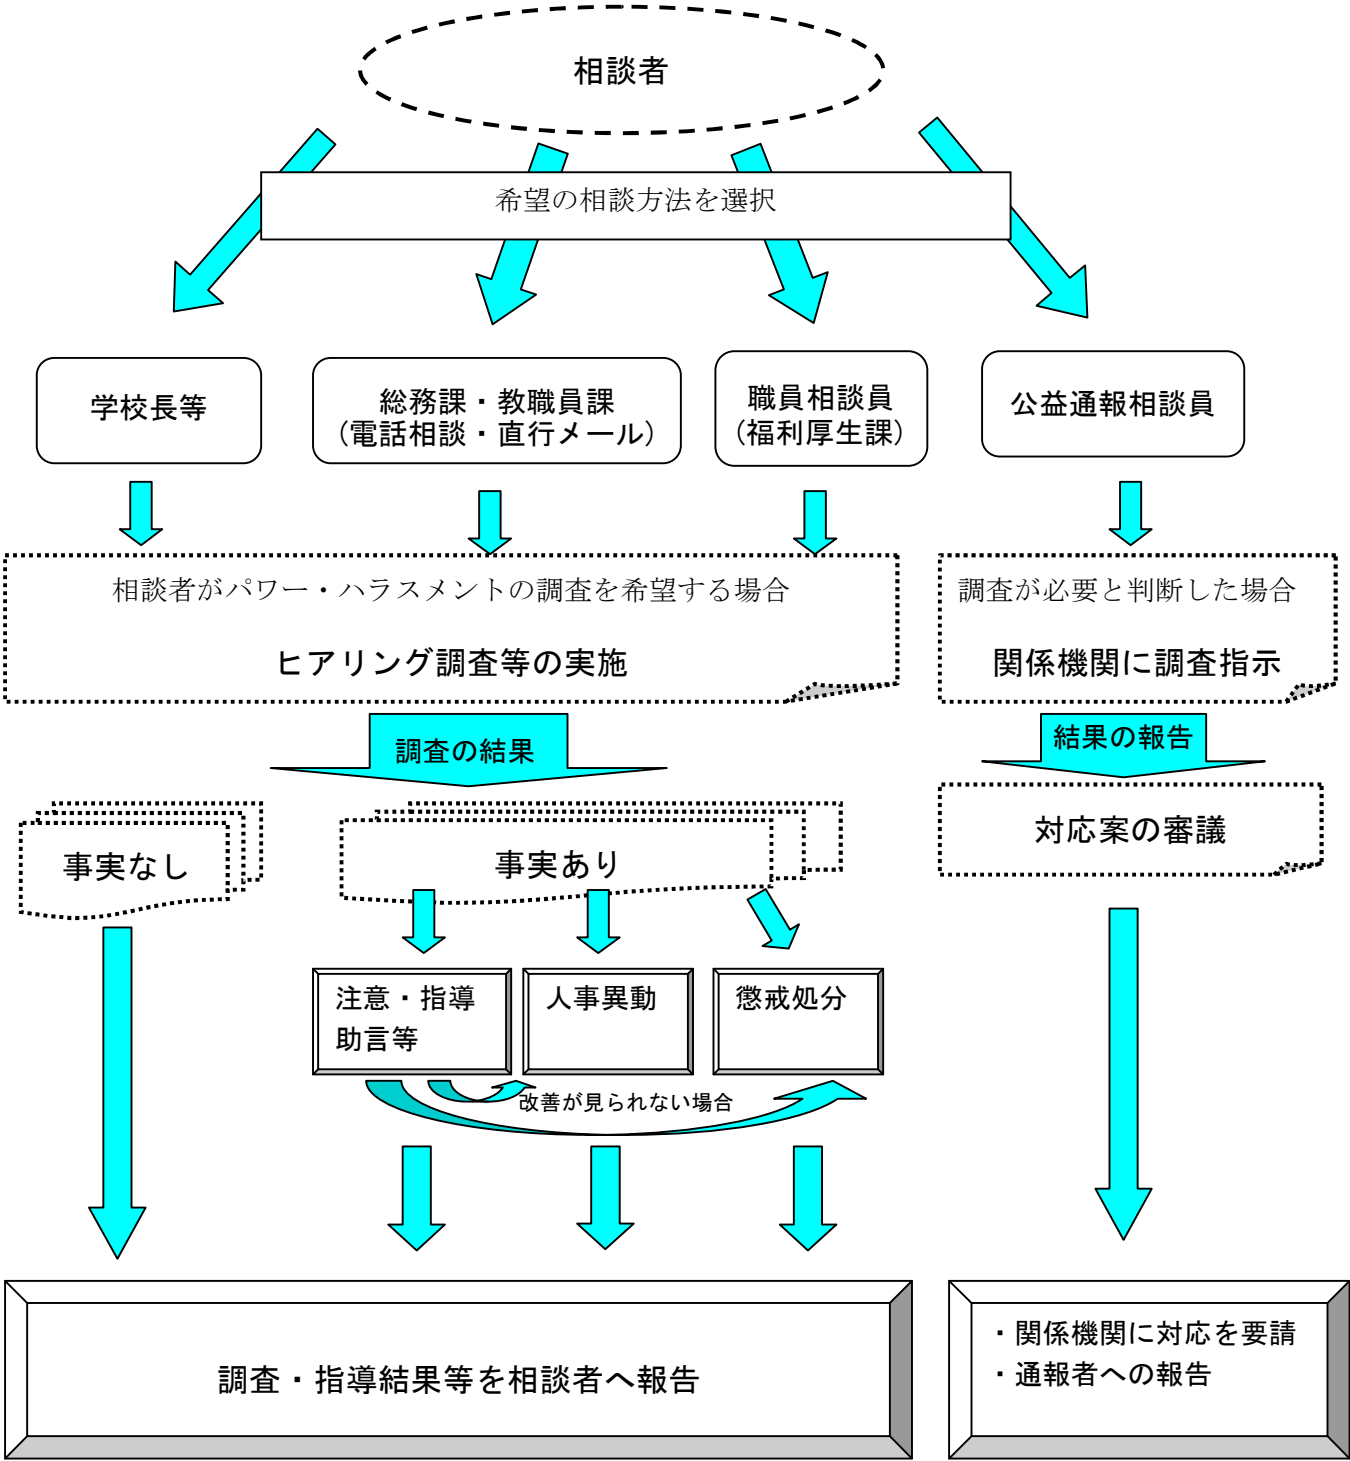 相談者
希望の相談方法を選択
学校長等
総務課・教職員課
(電話相談・直行メール)
職員相談員
(福利厚生課)
公益通報相談員
相談者がパワー・ハラスメントの調査を希望する場合
ヒアリング調査等の実施
調査が必要と判断した場合
関係機関に調査指示
調査の結果
結果の報告
事実なし
事実あり
対応案の審議
注意・指導
助言等
人事異動
懲戒処分
改善が見られない場合
調査・指導結果等を相談者へ報告
・関係機関に対応を要請
・通報者への報告